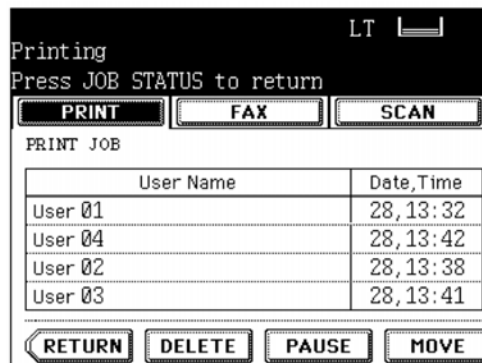 LT
Printing
Press JOB STATUS to return
PRINT FAX SCAN
PRINT JOB
User Name Date,Time
User 01 28,13:32
User 04 28,13:42
User 02 28,13:38
User 03 28,13:41
RETURN DELETE PAUSE MOVE